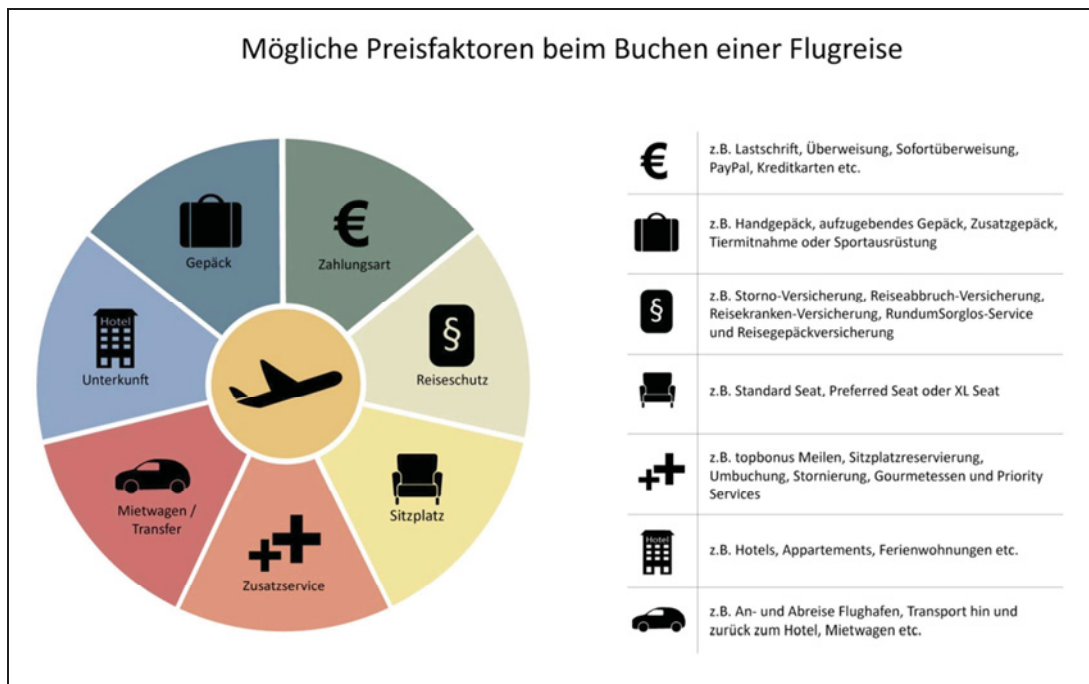 Mögliche Preisfaktoren beim Buchen einer Flugreise
Gepäck
€
Zahlungsart
Hotel
Unterkunft
§
Reiseschutz
Mietwagen /
Transfer
Sitzplatz
Zusatzservice
€
z.B. Lastschrift, Überweisung, Sofortüberweisung,
PayPal, Kreditkarten etc.
z.B. Handgepäck, aufzugebendes Gepäck, Zusatzgepäck,
Tiermitnahme oder Sportausrüstung
§
z.B. Storno-Versicherung, Reiseabbruch-Versicherung,
Reisekranken-Versicherung, RundumSorglos-Service
und Reisegepäckversicherung
z.B. Standard Seat, Preferred Seat oder XL Seat
z.B. topbonus Meilen, Sitzplatzreservierung,
Umbuchung, Stornierung, Gourmetessen und Priority
Services
Hotel
z.B. Hotels, Appartements, Ferienwohnungen etc.
z.B. An- und Abreise Flughafen, Transport hin und
zurück zum Hotel, Mietwagen etc.